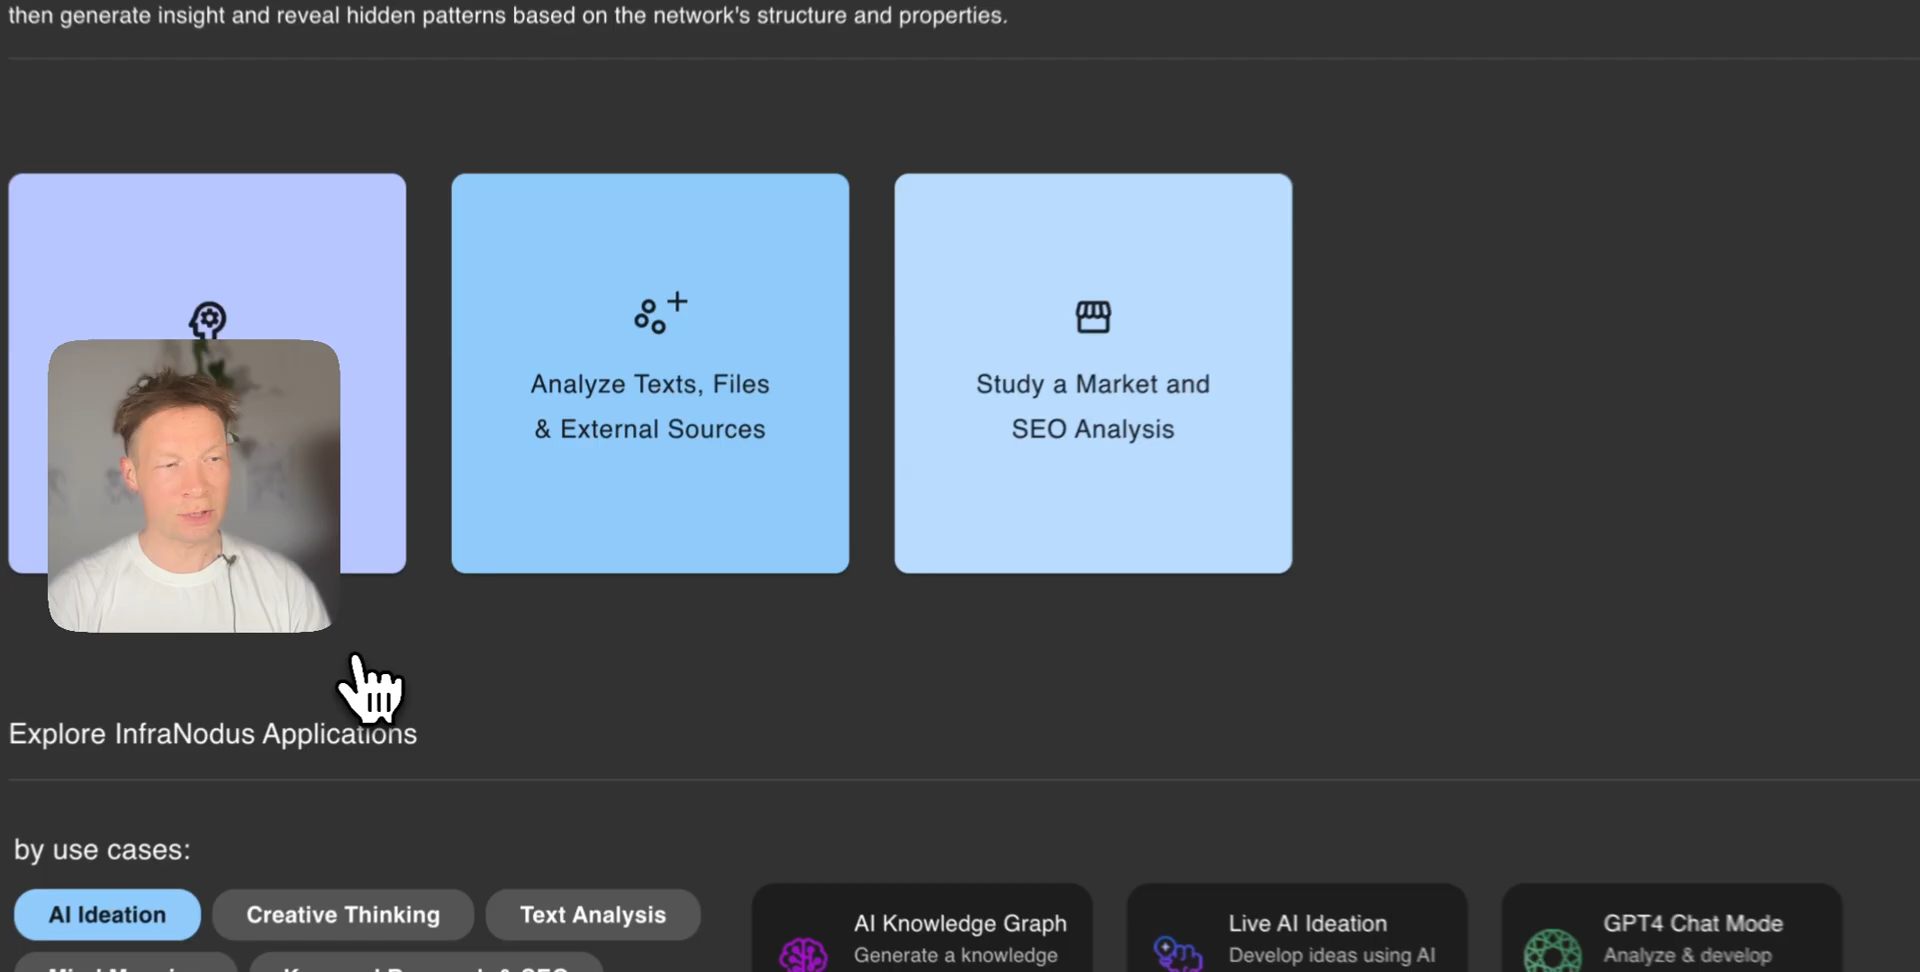 then generate insight and reveal hidden patterns based on the network's structure and properties.
Analyze Texts, Files
& External Sources
Study a Market and
SEO Analysis
Explore InfraNodus Applications
by use cases:
AI Ideation
Creative Thinking
Text Analysis
AI Knowledge Graph
Generate a knowledge
Live AI Ideation
Develop ideas using AI
GPT4 Chat Mode
Analyze & develop